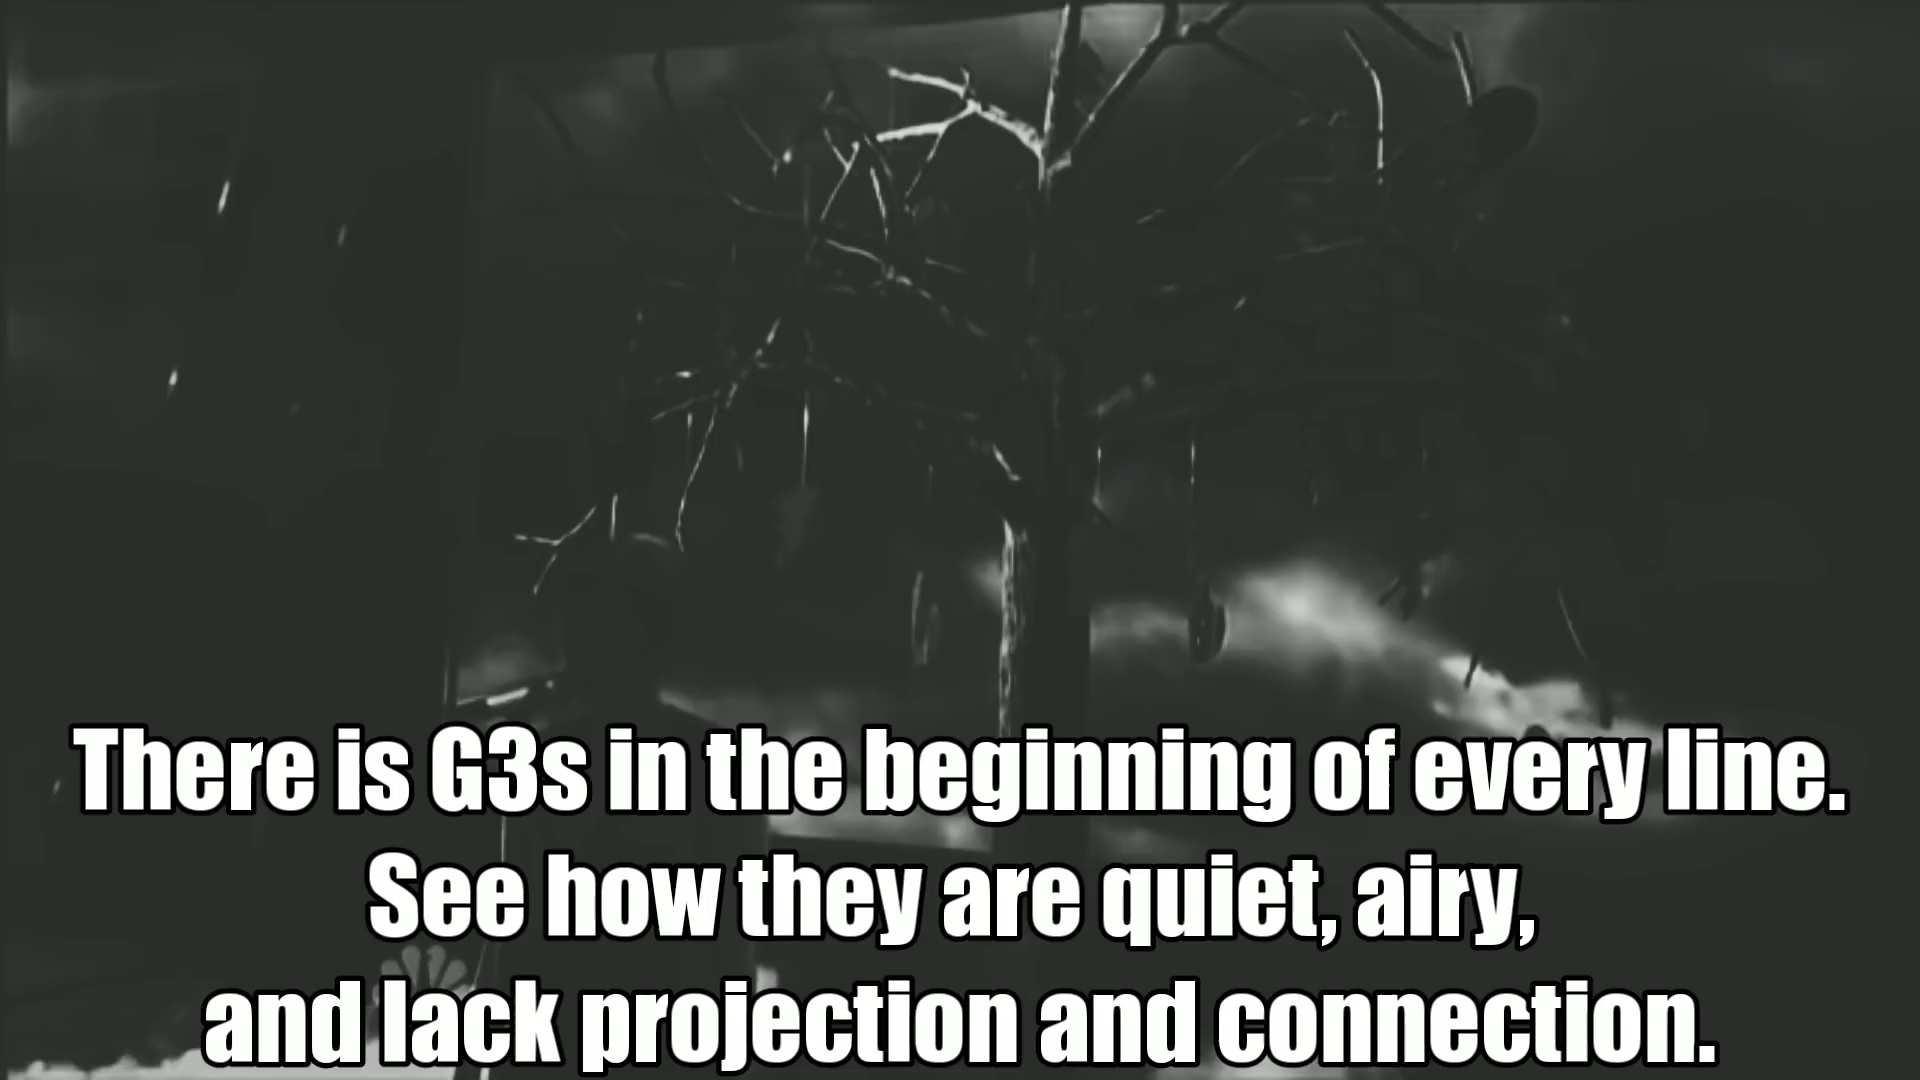 There is G3s in the beginning of every line.
See how they are quiet, airy,
and lack projection and connection.